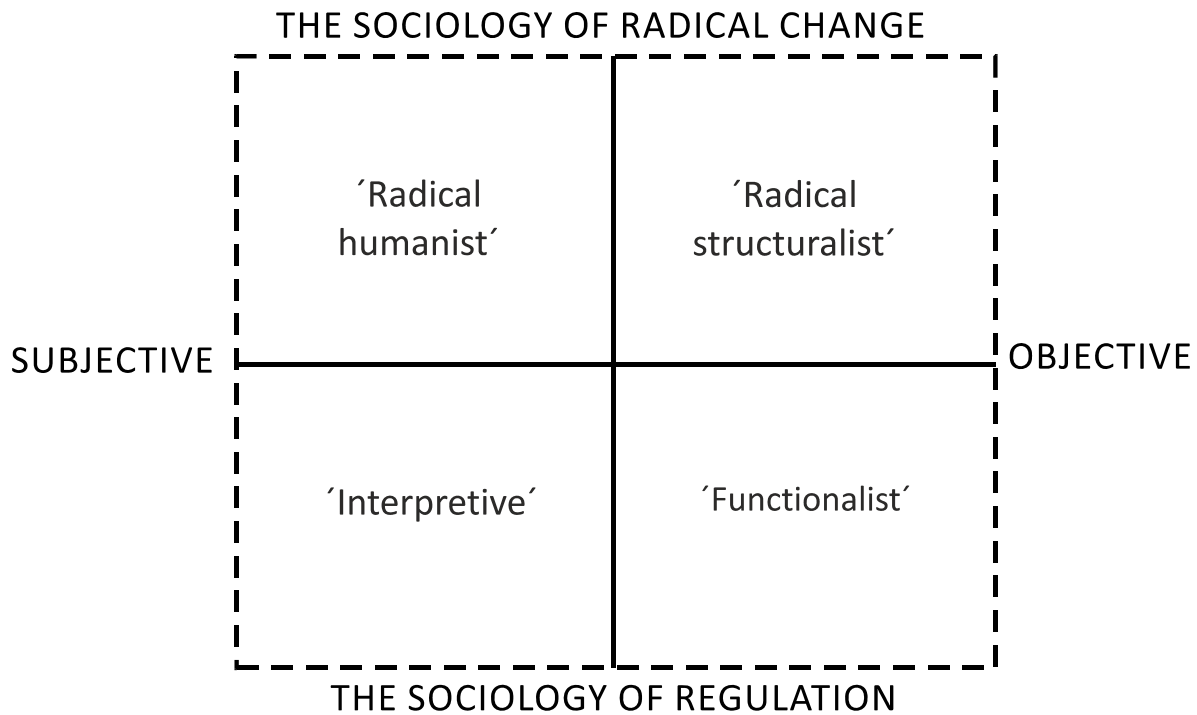 THE SOCIOLOGY OF RADICAL CHANGE
´Radical
humanist´
´Radical
structuralist´
SUBJECTIVE
OBJECTIVE
´Interpretive´
´Functionalist´
THE SOCIOLOGY OF REGULATION